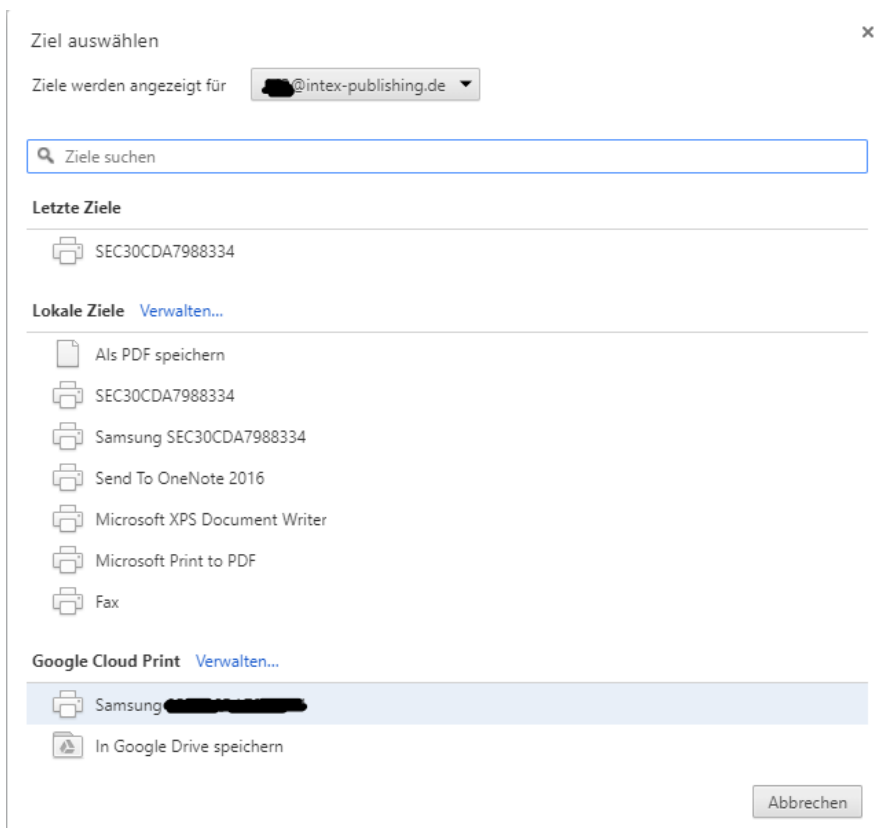 Ziel auswählen
Ziele werden angezeigt für @intex-publishing.de
Ziele suchen
Letzte Ziele
SEC30CDA7988334
Lokale Ziele Verwalten...
Als PDF speichern
SEC30CDA7988334
Samsung SEC30CDA7988334
Send To OneNote 2016
Microsoft XPS Document Writer
Microsoft Print to PDF
Fax
Google Cloud Print Verwalten...
Samsung
In Google Drive speichern
Abbrechen